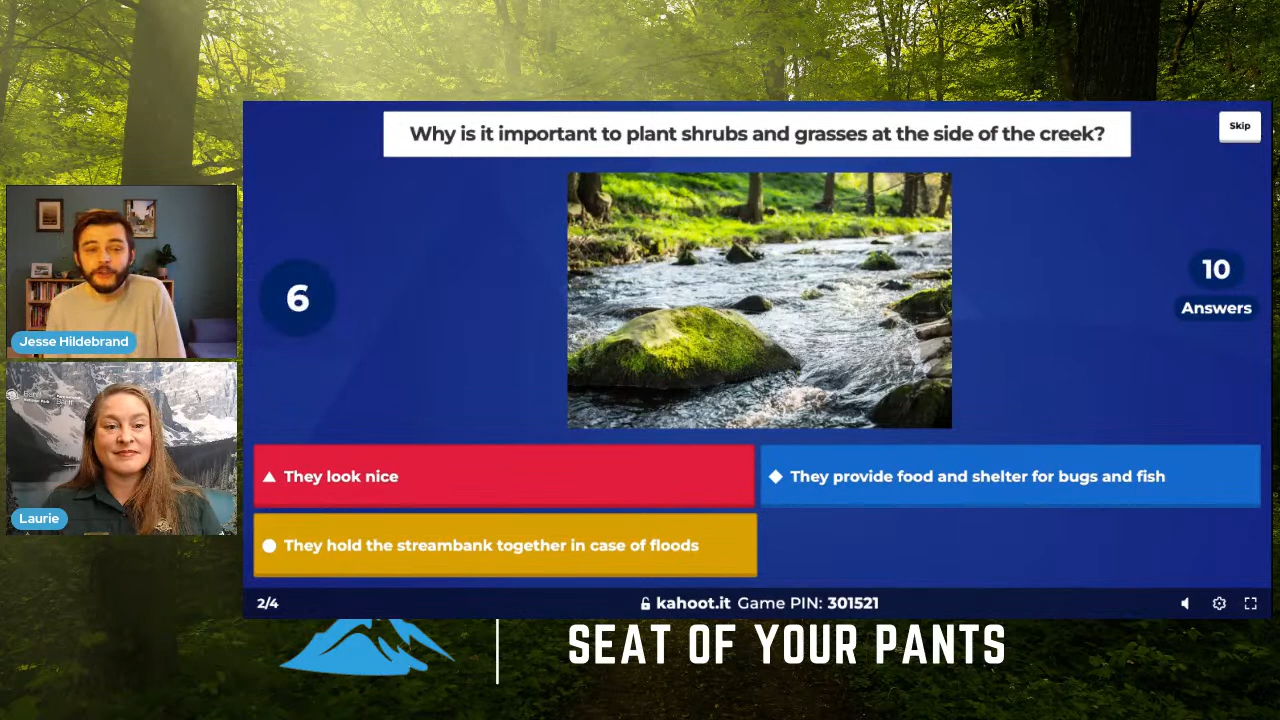 Why is it important to plant shrubs and grasses at the side of the creek?
Skip
6
10
Answers
Jesse Hildebrand
Laurie
They look nice
They provide food and shelter for bugs and fish
They hold the streambank together in case of floods
2/4
kahoot.it Game PIN: 301521
SEAT OF YOUR PANTS